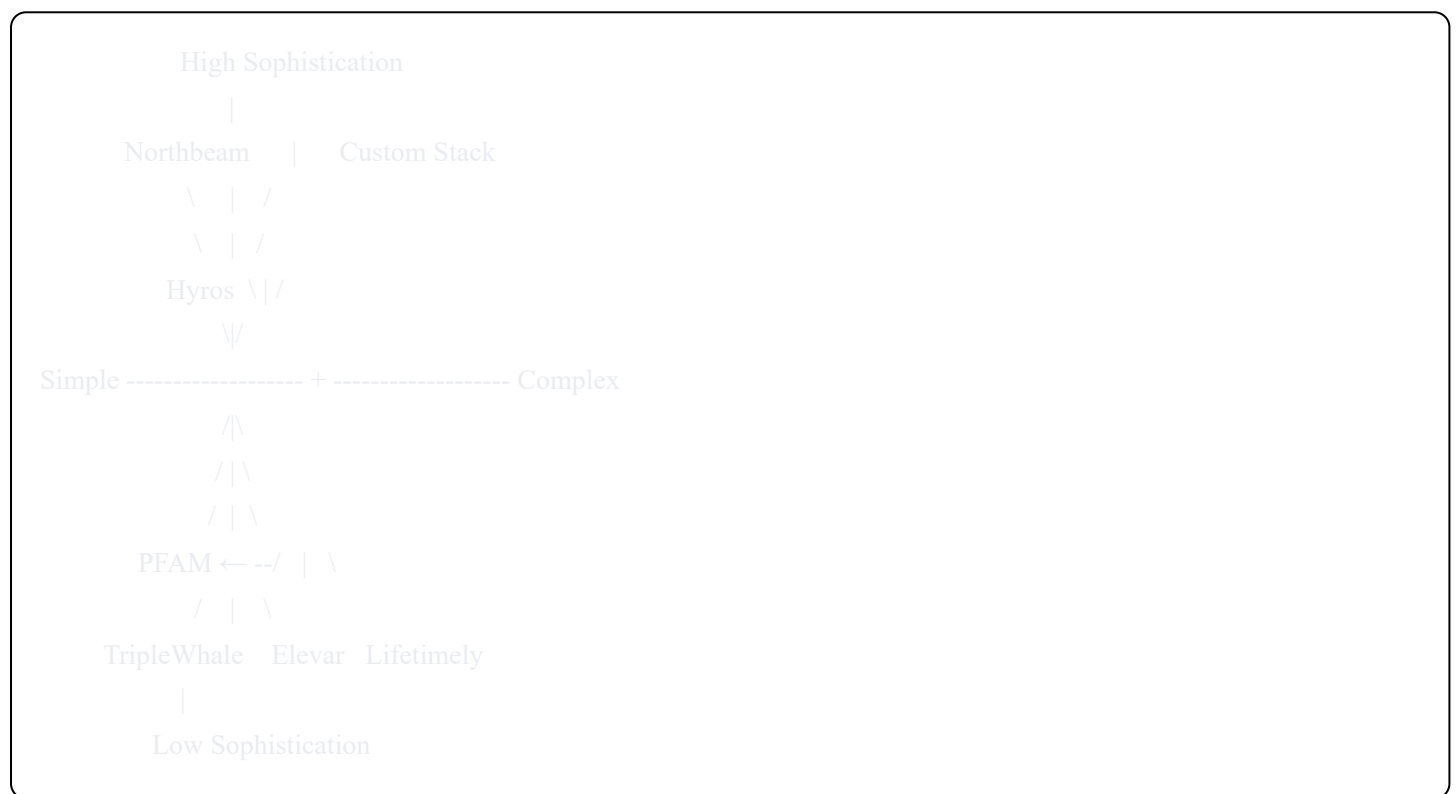 High Sophistication
|
Northbeam | Custom Stack
\ | /
\ | /
Hyros \ | /
\|/
Simple ------------------- + ------------------- Complex
/|\
/ | \
/ | \
PFAM ← --/ | \
/ | \
TripleWhale Elevar Lifetimely
|
Low Sophistication